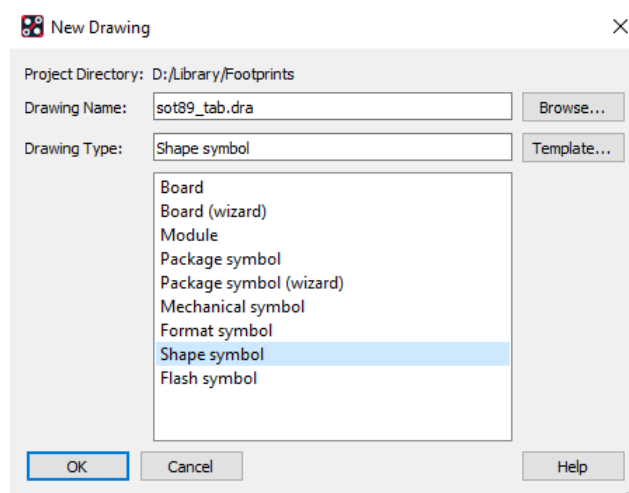 New Drawing
Project Directory: D:/Library/Footprints
Drawing Name: sot89_tab.dra Browse...
Drawing Type: Shape symbol Template...
Board
Board (wizard)
Module
Package symbol
Package symbol (wizard)
Mechanical symbol
Format symbol
Shape symbol
Flash symbol
OK Cancel Help